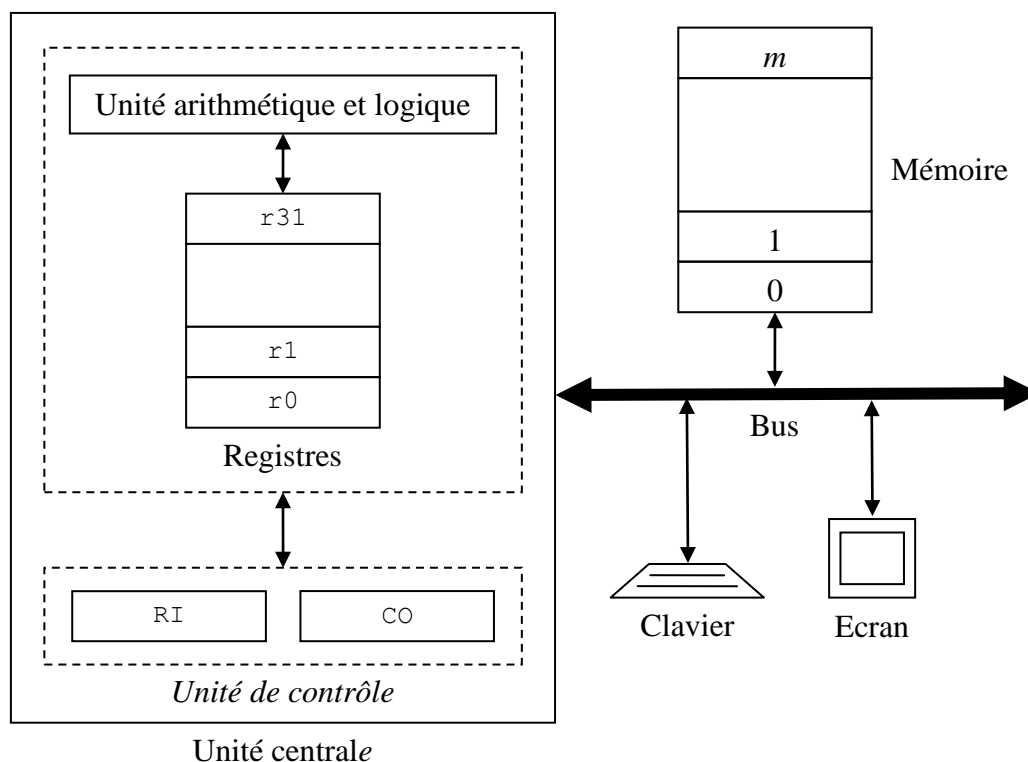 Unité arithmétique et logique
r31
r1
r0
Registres
RI
CO
Unité de contrôle
Unité centrale
m
1
0
Mémoire
Bus
Clavier
Ecran